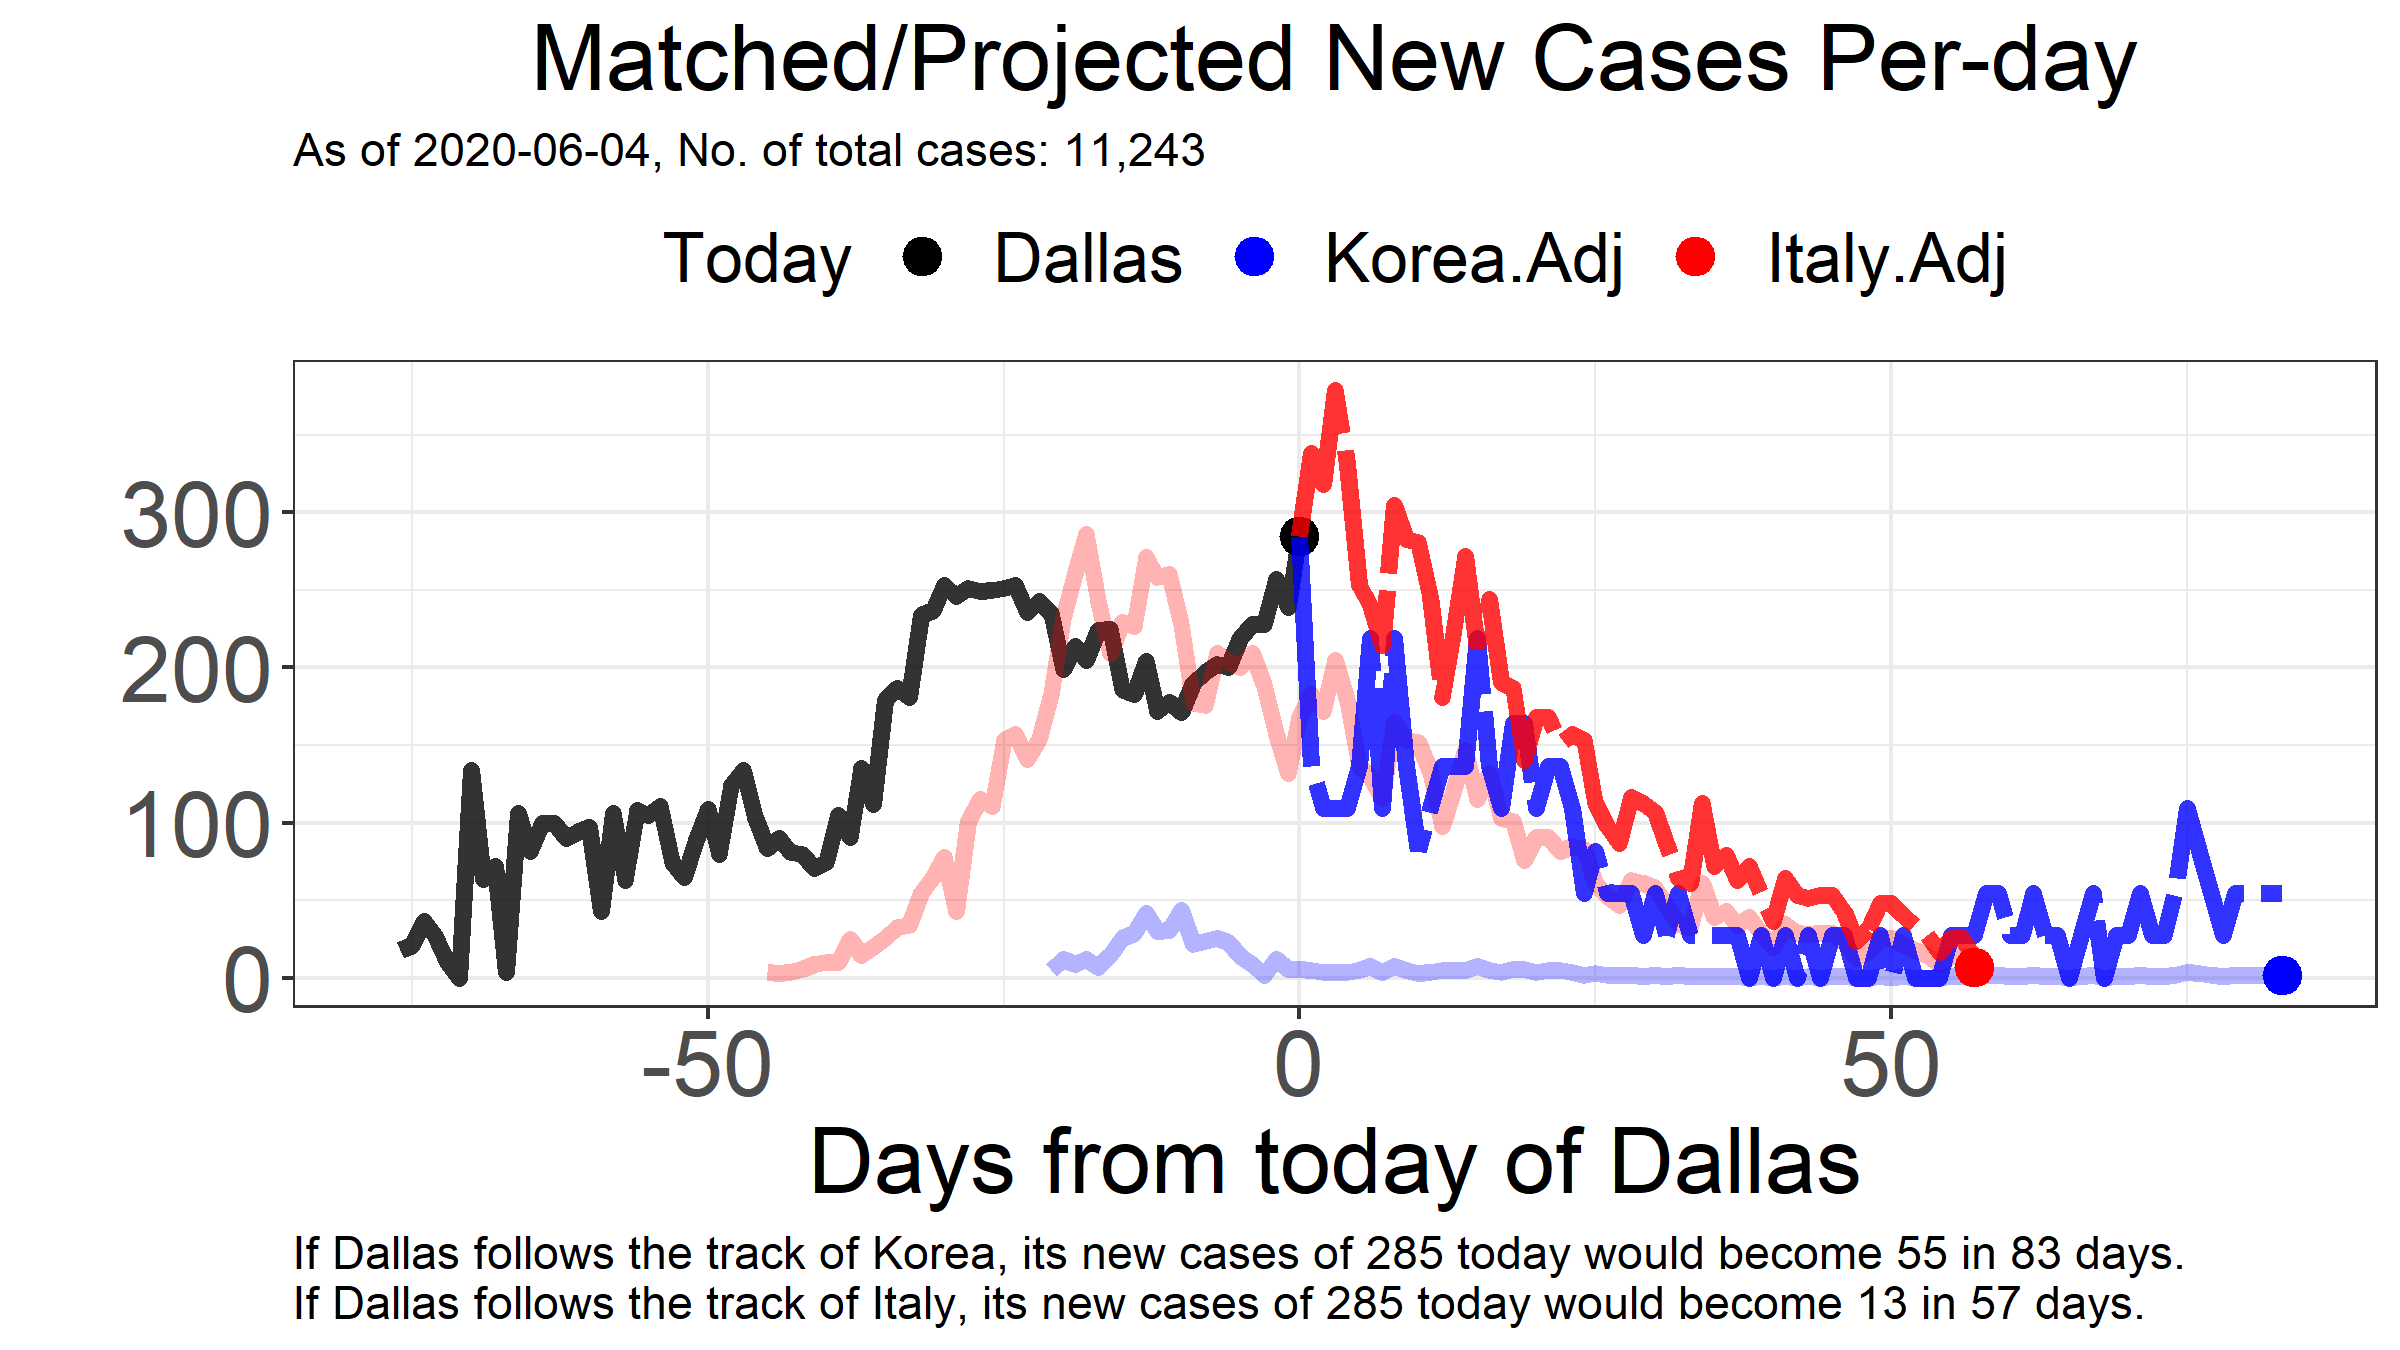 Matched/Projected New Cases Per-day
As of 2020-06-04, No. of total cases: 11,243
Today Dallas Korea.Adj Italy.Adj
300
200
100
0
-50 0 50
Days from today of Dallas
If Dallas follows the track of Korea, its new cases of 285 today would become 55 in 83 days.
If Dallas follows the track of Italy, its new cases of 285 today would become 13 in 57 days.